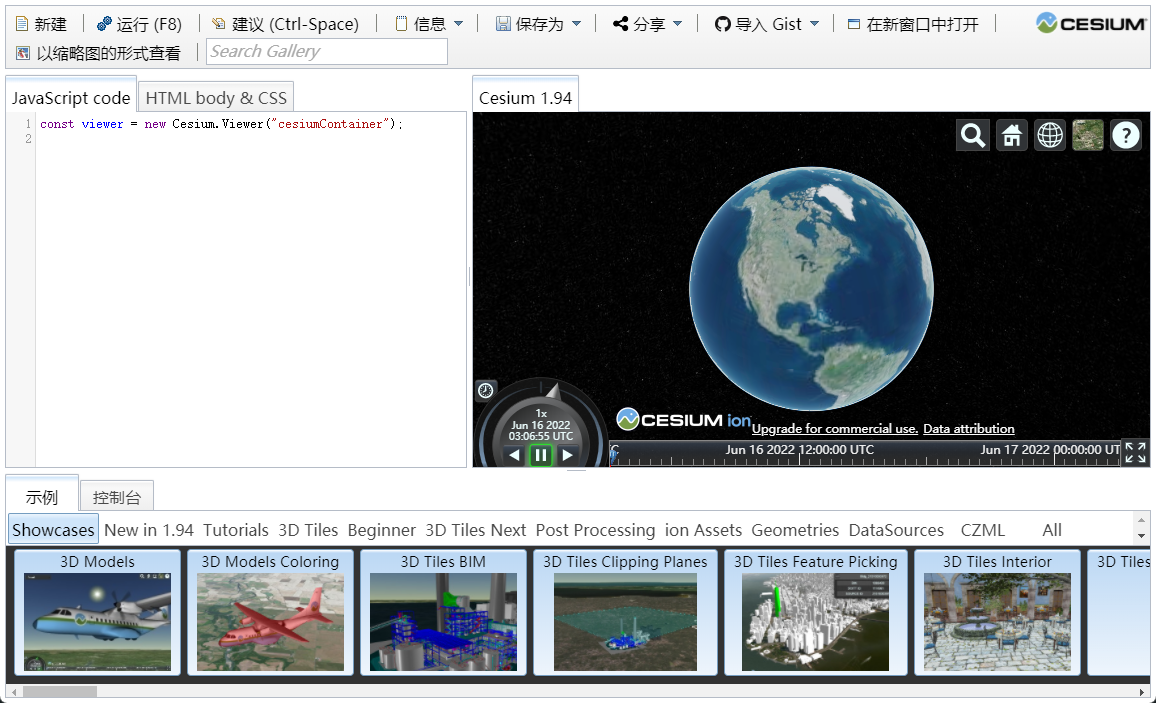 新建 运行 (F8) 建议 (Ctrl-Space) 信息 保存为 分享 导入 Gist 在新窗口中打开 CESIUM
以缩略图的形式查看 Search Gallery
JavaScript code HTML body & CSS
1 const viewer = new Cesium.Viewer("cesiumContainer");
2
Cesium 1.94
?
1x
Jun 16 2022
03:06:55 UTC
CESIUM ion
Upgrade for commercial use. Data attribution
Jun 16 2022 12:00:00 UTC Jun 17 2022 00:00:00 UT
示例 控制台
Showcases New in 1.94 Tutorials 3D Tiles Beginner 3D Tiles Next Post Processing ion Assets Geometries DataSources CZML All
3D Models 3D Models Coloring 3D Tiles BIM 3D Tiles Clipping Planes 3D Tiles Feature Picking 3D Tiles Interior 3D Tiles